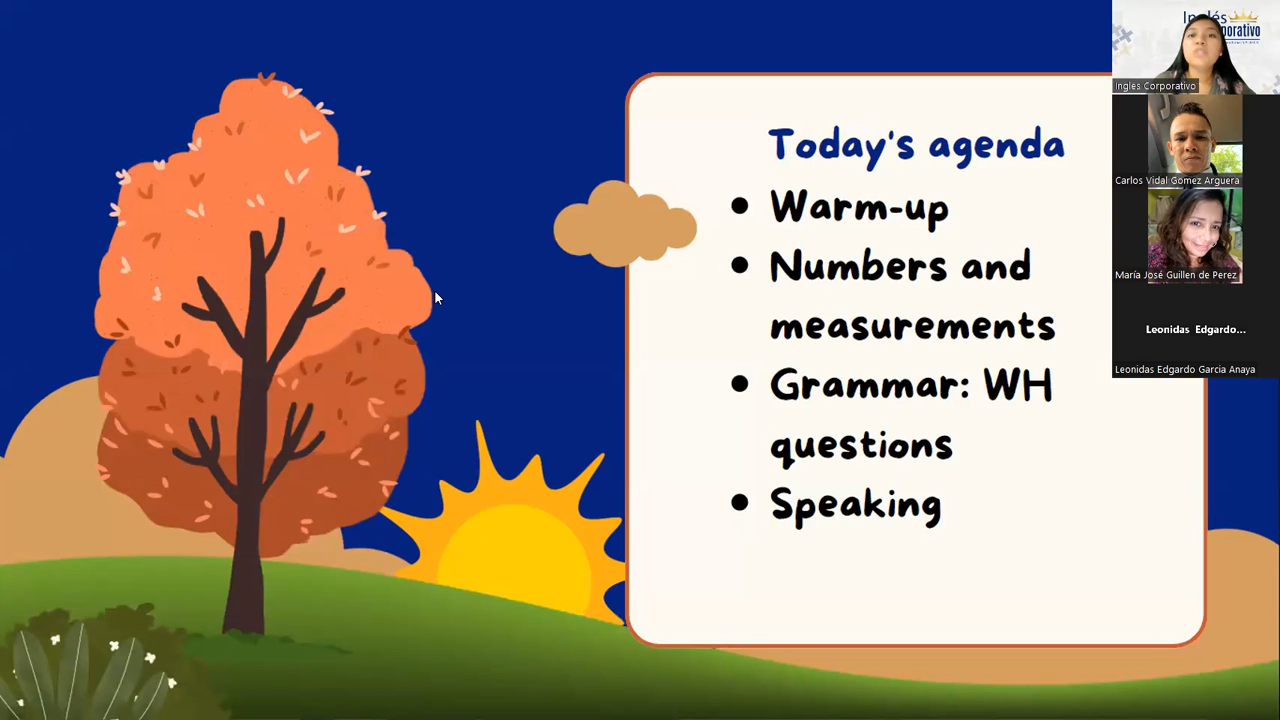 Today's agenda
Warm-up
Numbers and
measurements
Grammar: WH
questions
Speaking
Ingles Corporativo
Carlos Vidal Gomez Arguera
María José Guillen de Perez
Leonidas Edgardo...
Leonidas Edgardo Garcia Anaya